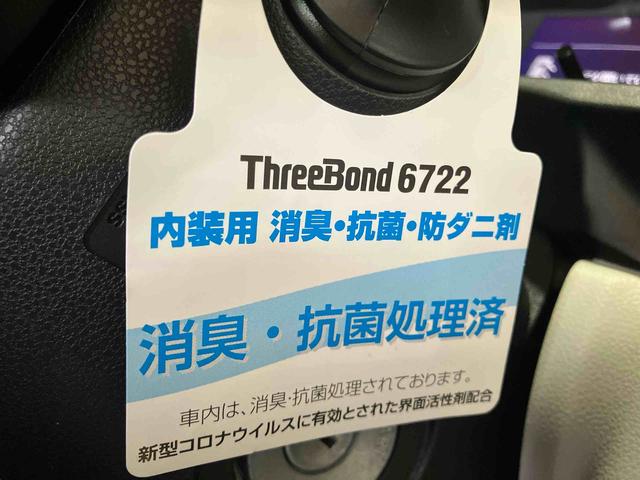 ThreeBond 6722
内装用 消臭・抗菌・防ダニ剤
消臭・抗菌処理済
車内は、消臭・抗菌処理されております。
新型コロナウイルスに有効とされた界面活性剤配合